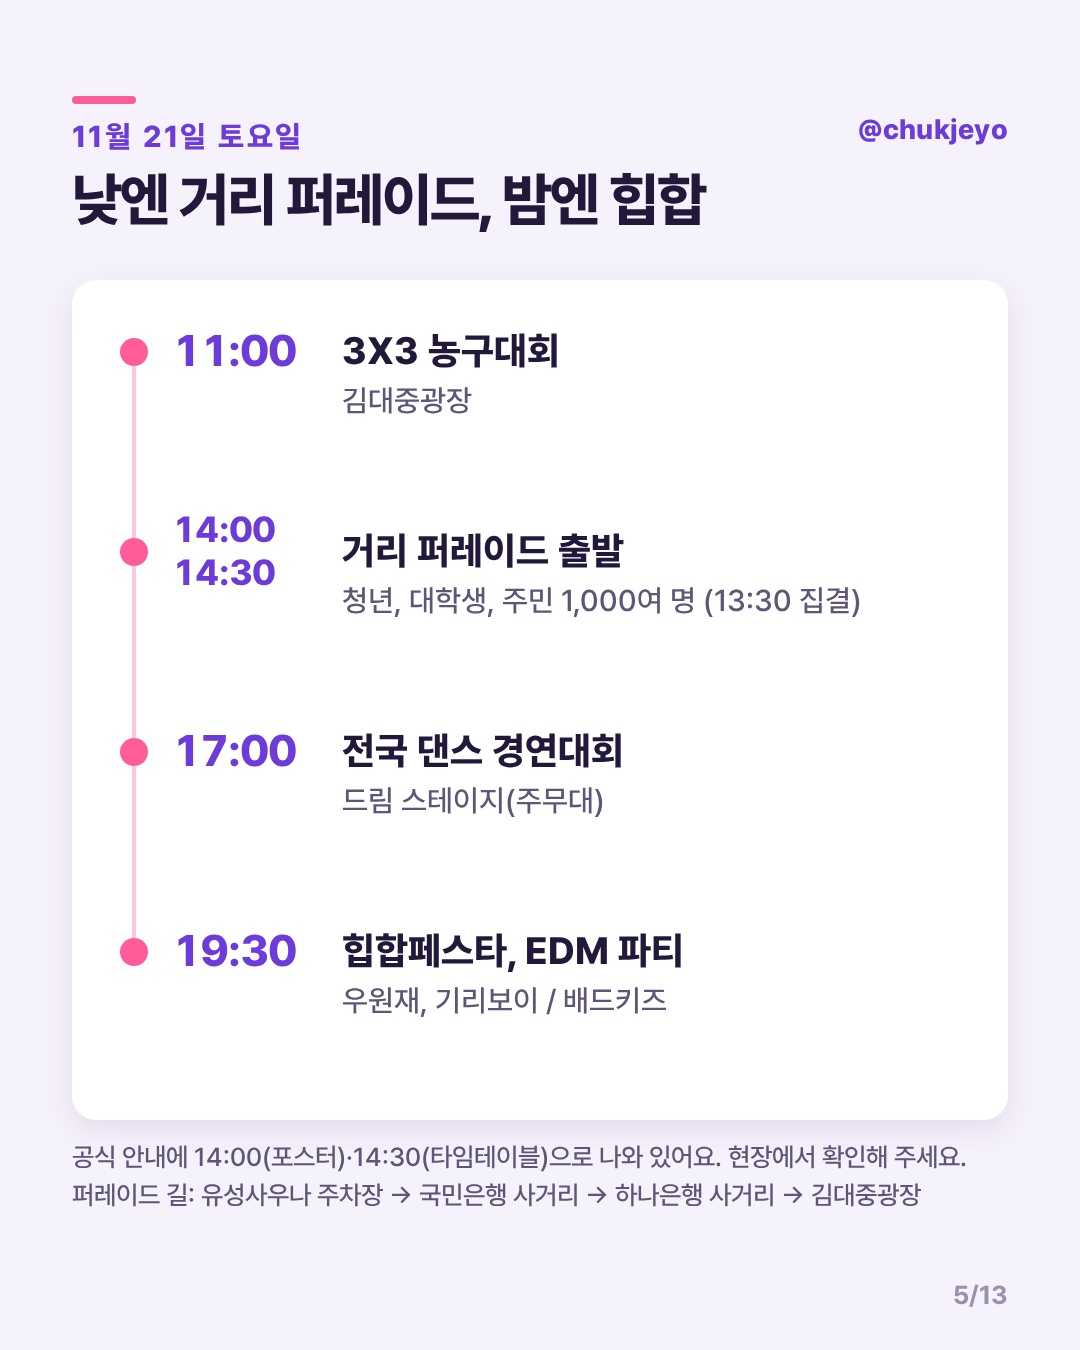 11월 21일 토요일
@chukjeyo
낮엔 거리 퍼레이드, 밤엔 힙합
11:00
3X3 농구대회
김대중광장
14:00
14:30
거리 퍼레이드 출발
청년, 대학생, 주민 1,000여 명 (13:30 집결)
17:00
전국 댄스 경연대회
드림 스테이지(주무대)
19:30
힙합페스타, EDM 파티
우원재, 기리보이 / 배드키즈
공식 안내에 14:00(포스터)·14:30(타임테이블)으로 나와 있어요. 현장에서 확인해 주세요.
퍼레이드 길: 유성사우나 주차장 → 국민은행 사거리 → 하나은행 사거리 → 김대중광장
5/13